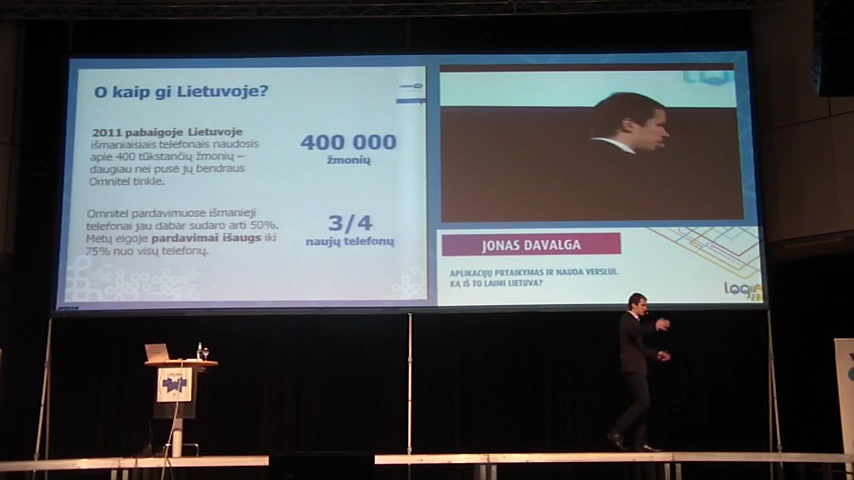 O kaip gi Lietuvoje?
2011 pabaigoje Lietuvoje
išmaniaisiais telefonais naudosis
apie 400 tūkstančių žmonių –
daugiau nei pusė jų bendraus
Omnitel tinkle.
400 000
žmonių
Omnitel pardavimuose išmanieji
telefonai jau dabar sudaro arti 50%.
Metų eigoje pardavimai išaugs iki
75% nuo visų telefonų.
3/4
naujų telefonų
JONAS DAVALGA
APLIKACIJŲ PRTAIKYMAS IR NAUDA VERSLUI.
KĄ IŠ TO LAIMI LIETUVA?